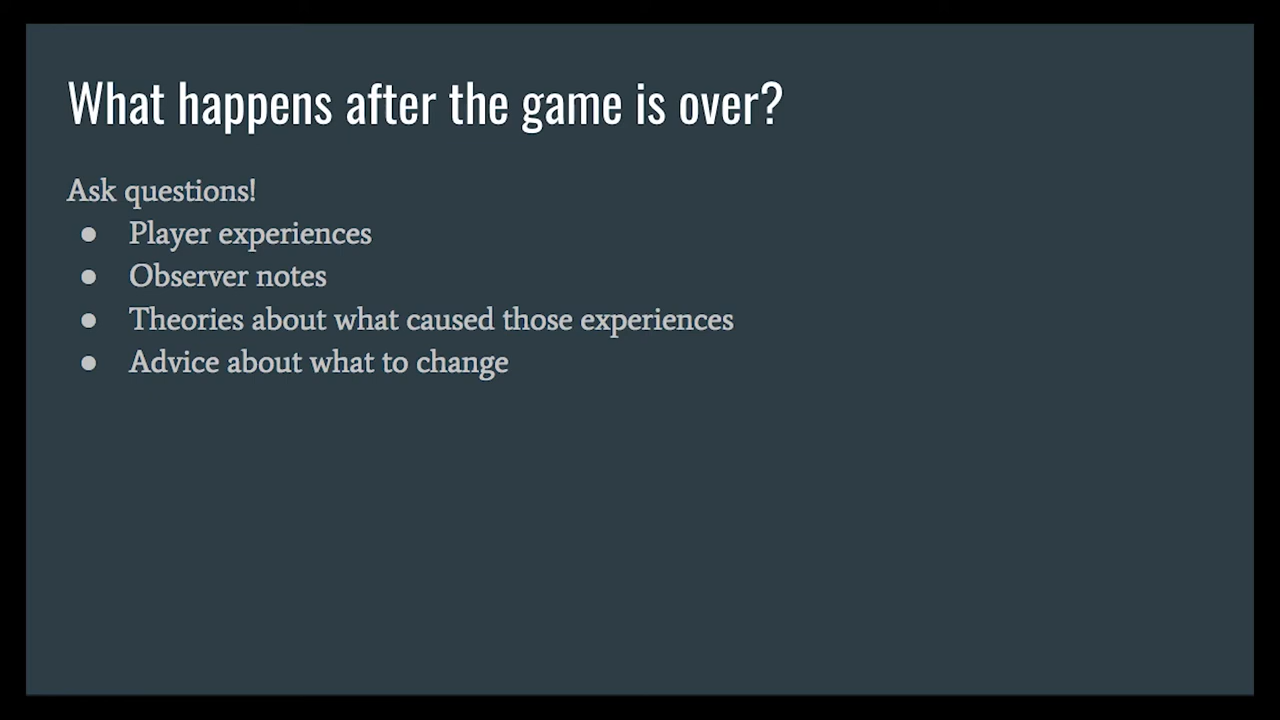 What happens after the game is over?
Ask questions!
● Player experiences
● Observer notes
● Theories about what caused those experiences
● Advice about what to change